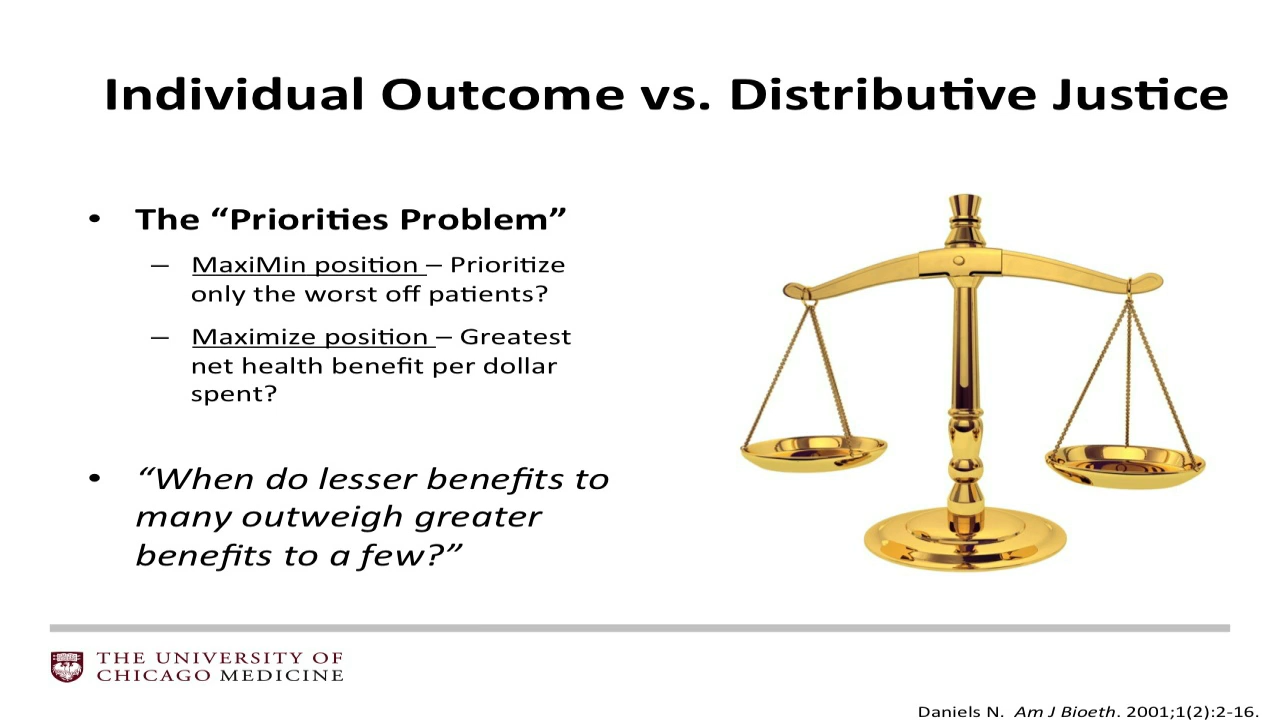 Individual Outcome vs. Distributive Justice
• The “Priorities Problem”
– MaxiMin position – Prioritize
only the worst off patients?
– Maximize position – Greatest
net health benefit per dollar
spent?
• “When do lesser benefits to
many outweigh greater
benefits to a few?”
THE UNIVERSITY OF
CHICAGO MEDICINE
Daniels N. Am J Bioeth. 2001;1(2):2-16.